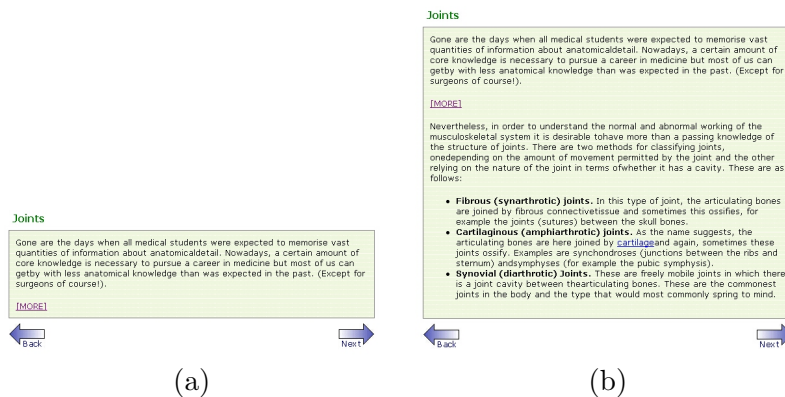 Joints
Gone are the days when all medical students were expected to memorise vast
quantities of information about anatomicaldetail. Nowadays, a certain amount of
core knowledge is necessary to pursue a career in medicine but most of us can
getby with less anatomical knowledge than was expected in the past. (Except for
surgeons of course!).
[MORE]
Back
Next
(a)
Joints
Gone are the days when all medical students were expected to memorise vast
quantities of information about anatomicaldetail. Nowadays, a certain amount of
core knowledge is necessary to pursue a career in medicine but most of us can
getby with less anatomical knowledge than was expected in the past. (Except for
surgeons of course!).
[MORE]
Nevertheless, in order to understand the normal and abnormal working of the
musculoskeletal system it is desirable tohave more than a passing knowledge of
the structure of joints. There are two methods for classifying joints,
onedepending on the amount of movement permitted by the joint and the other
relying on the nature of the joint in terms ofwhether it has a cavity. These are as
follows:
• Fibrous (synarthrotic) joints. In this type of joint, the articulating bones
are joined by fibrous connectivetissue and sometimes this ossifies, for
example the joints (sutures) between the skull bones.
• Cartilaginous (amphiarthrotic) joints. As the name suggests, the
articulating bones are here joined by cartilageand again, sometimes these
joints ossify. Examples are synchondroses (junctions between the ribs and
sternum) andsymphyses (for example the pubic symphysis).
• Synovial (diarthrotic) Joints. These are freely mobile joints in which there
is a joint cavity between thearticulating bones. These are the commonest
joints in the body and the type that would most commonly spring to mind.
Back
Next
(b)